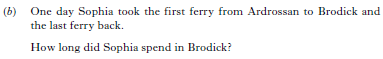 (b) One day Sophia took the first ferry from Ardrossan to Brodick and
the last ferry back.
How long did Sophia spend in Brodick?